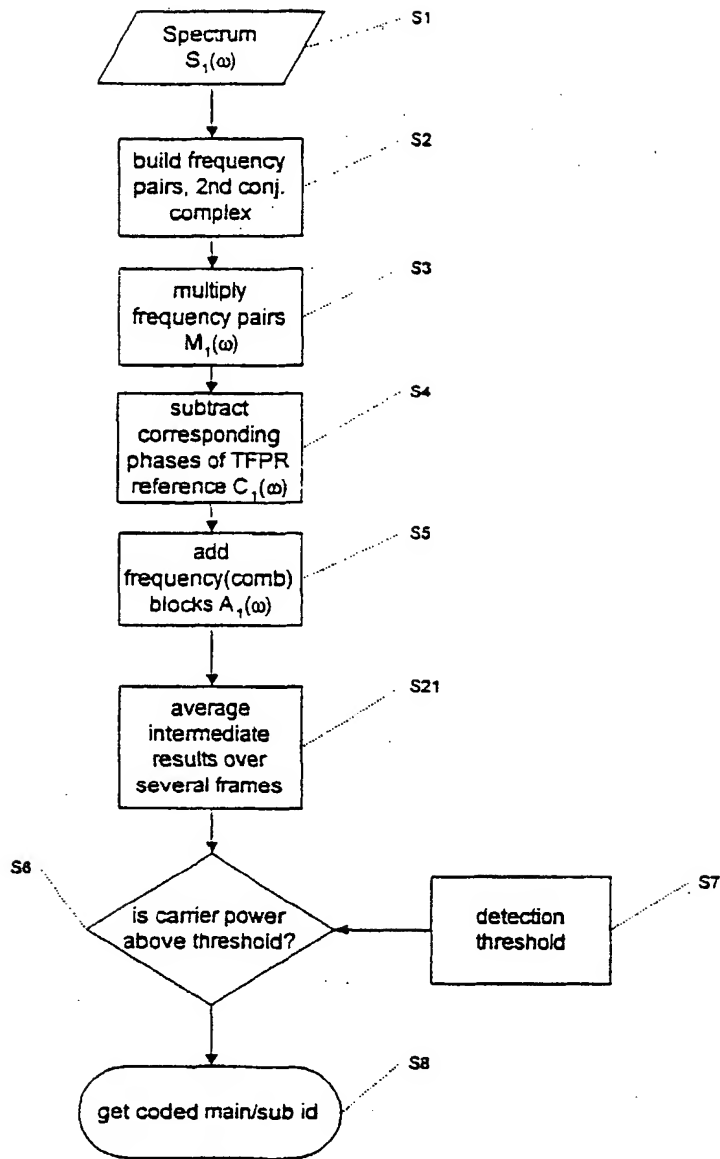 Spectrum
S₁(ω)
S1
build frequency
pairs, 2nd conj.
complex
S2
multiply
frequency pairs
M₁(ω)
S3
subtract
corresponding
phases of TFPR
reference C₁(ω)
S4
add
frequency(comb)
blocks A₁(ω)
S5
average
intermediate
results over
several frames
S21
S6
is carrier power
above threshold?
detection
threshold
S7
get coded main/sub id
S8